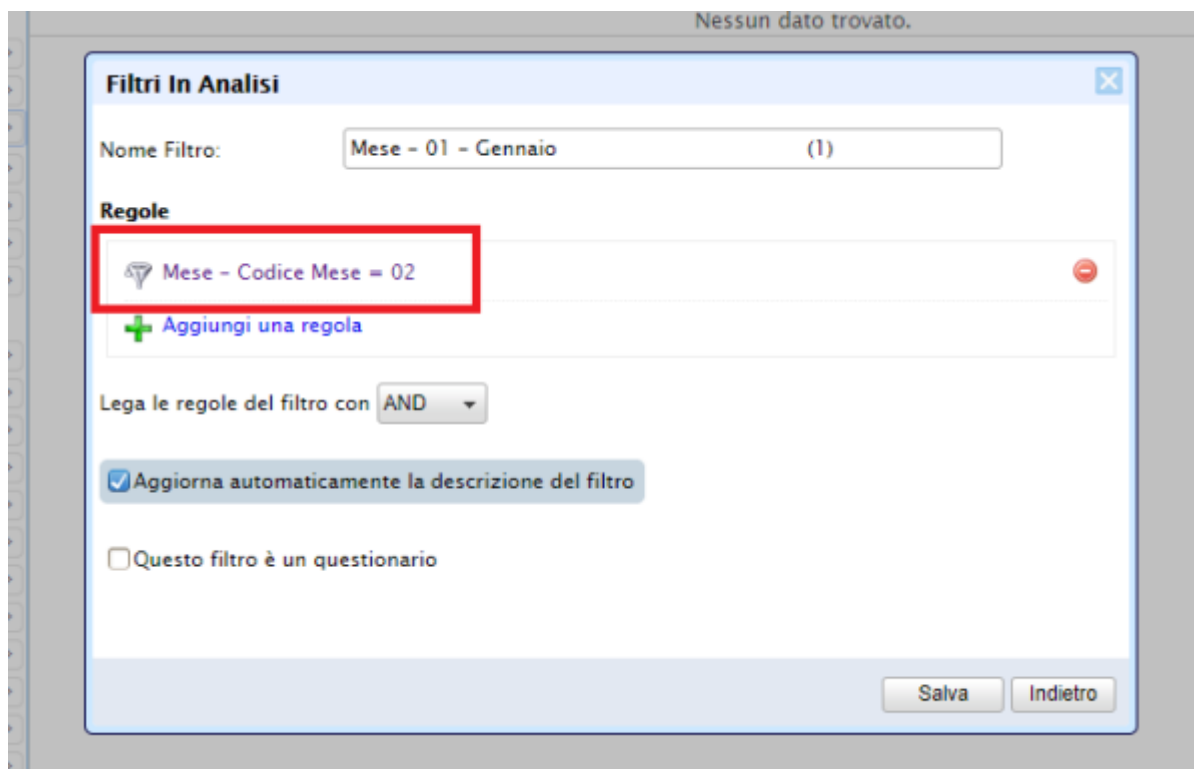 Nessun dato trovato.
Filtri In Analisi
Nome Filtro: Mese - 01 - Gennaio (1)
Regole
Mese - Codice Mese = 02
Aggiungi una regola
Lega le regole del filtro con AND
Aggiorna automaticamente la descrizione del filtro
Questo filtro è un questionario
Salva Indietro